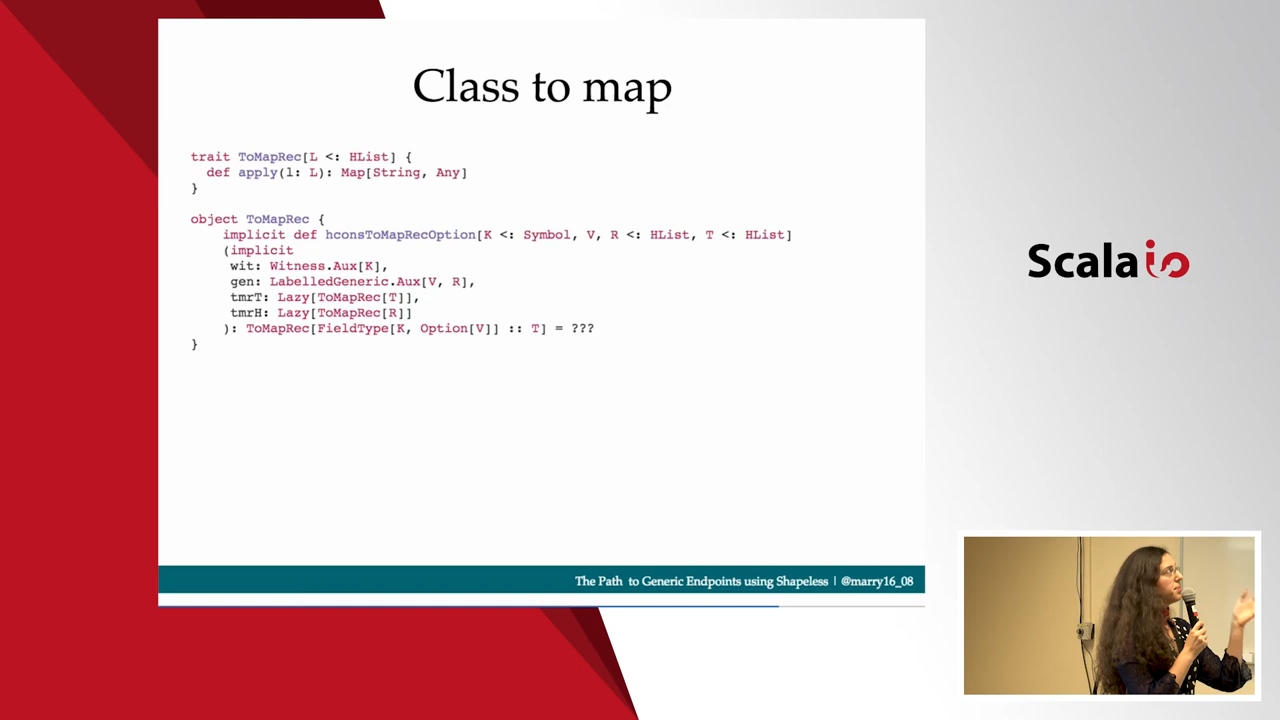 Class to map
trait ToMapRec[L <: HList] {
def apply(l: L): Map[String, Any]
}
object ToMapRec {
implicit def hconsToMapRecOption[K <: Symbol, V, R <: HList, T <: HList]
(implicit
wit: Witness.Aux[K],
gen: LabelledGeneric.Aux[V, R],
tmrT: Lazy[ToMapRec[T]],
tmrH: Lazy[ToMapRec[R]]
): ToMapRec[FieldType[K, Option[V]] :: T] = ???
}
The Path to Generic Endpoints using Shapeless | @marry16_08
Scalaio